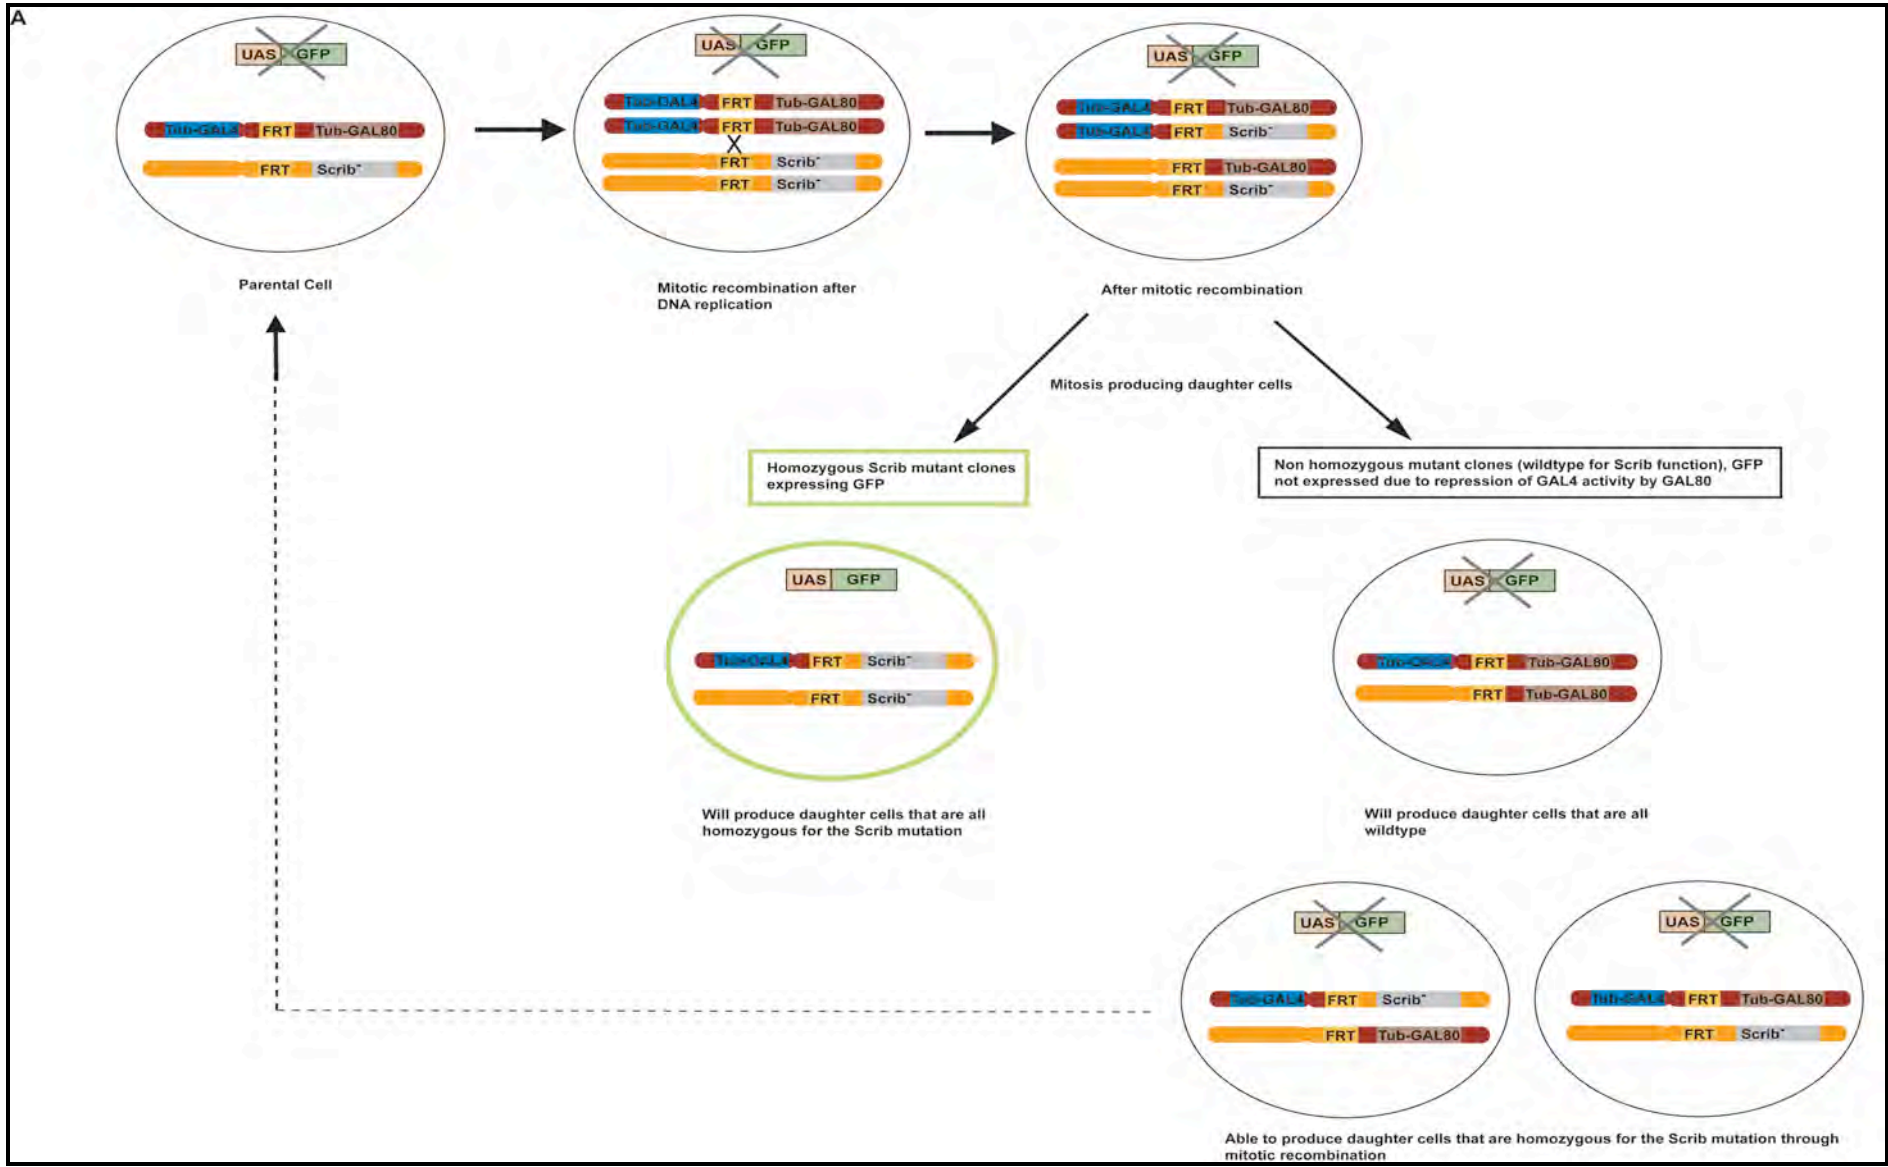 A
UAS GFP
Tub-GAL4 FRT Tub-GAL80
FRT Scrib-
Parental Cell
UAS GFP
Tub-GAL4 FRT Tub-GAL80
Tub-GAL4 FRT Tub-GAL80
X
FRT Scrib-
FRT Scrib-
Mitotic recombination after
DNA replication
UAS GFP
Tub-GAL4 FRT Tub-GAL80
Tub-GAL4 FRT Scrib-
FRT Tub-GAL80
FRT Scrib-
After mitotic recombination
Mitosis producing daughter cells
Homozygous Scrib mutant clones
expressing GFP
Non homozygous mutant clones (wildtype for Scrib function), GFP
not expressed due to repression of GAL4 activity by GAL80
UAS GFP
Tub-GAL4 FRT Scrib-
FRT Scrib-
Will produce daughter cells that are all
homozygous for the Scrib mutation
UAS GFP
Tub-GAL4 FRT Tub-GAL80
FRT Tub-GAL80
Will produce daughter cells that are all
wildtype
UAS GFP
Tub-GAL4 FRT Scrib-
FRT Tub-GAL80
UAS GFP
Tub-GAL4 FRT Tub-GAL80
FRT Scrib-
Able to produce daughter cells that are homozygous for the Scrib mutation through
mitotic recombination